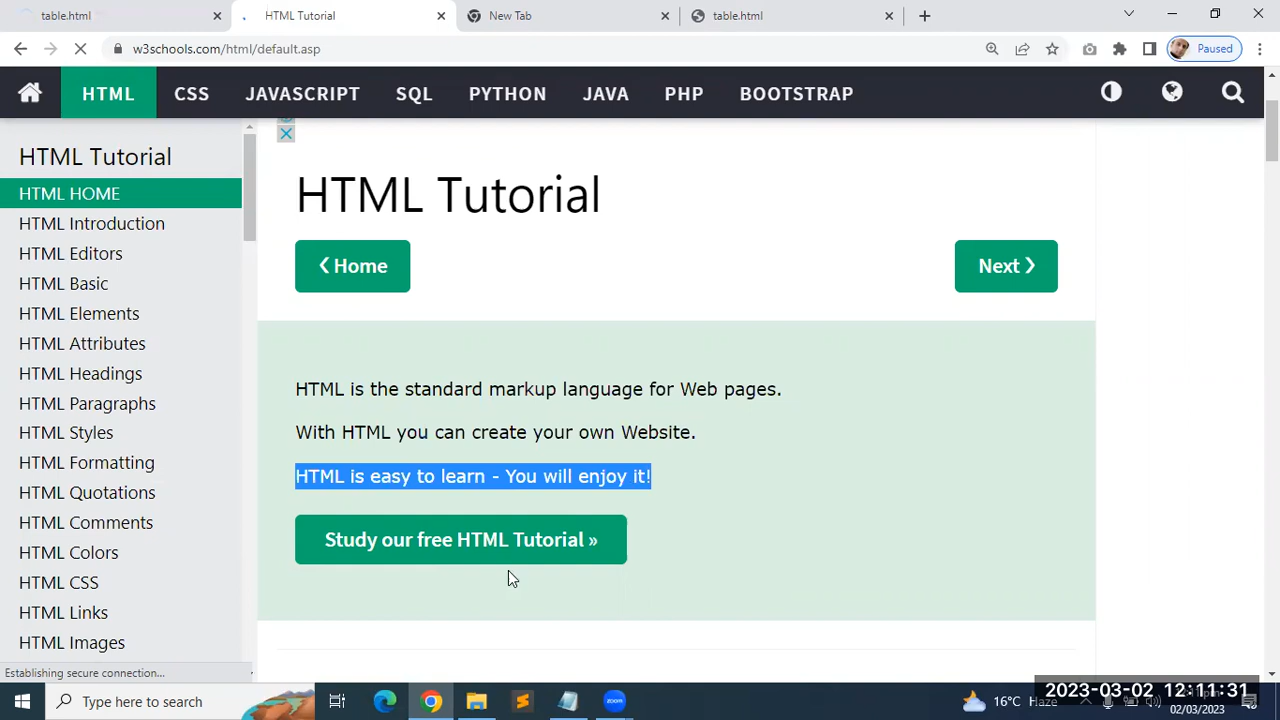 table.html
HTML Tutorial
New Tab
table.html
w3schools.com/html/default.asp
Paused
HTML
CSS
JAVASCRIPT
SQL
PYTHON
JAVA
PHP
BOOTSTRAP
HTML Tutorial
HTML HOME
HTML Introduction
HTML Editors
HTML Basic
HTML Elements
HTML Attributes
HTML Headings
HTML Paragraphs
HTML Styles
HTML Formatting
HTML Quotations
HTML Comments
HTML Colors
HTML CSS
HTML Links
HTML Images
HTML Tutorial
❮ Home
Next ❯
HTML is the standard markup language for Web pages.
With HTML you can create your own Website.
HTML is easy to learn - You will enjoy it!
Study our free HTML Tutorial »
Establishing secure connection...
Type here to search
zoom
16°C Haze
2023-03-02 12:11:31
02/03/2023